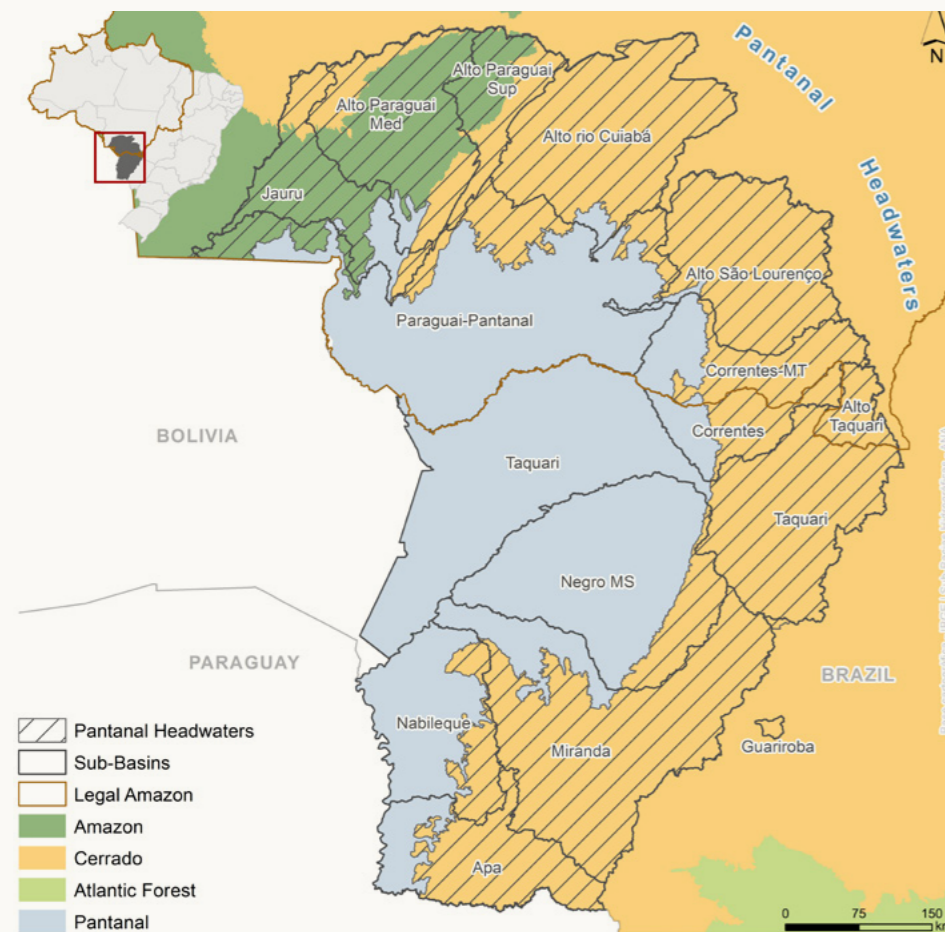 Pantanal
Headwaters
N
Alto Paraguai
Sup
Alto Paraguai
Med
Alto rio Cuiabá
Jauru
Alto São Lourenço
Paraguai-Pantanal
Correntes-MT
Alto
Taquari
Correntes
BOLIVIA
Taquari
Taquari
Negro MS
PARAGUAY
BRAZIL
Nabileque
Miranda
Guariroba
Apa
Pantanal Headwaters
Sub-Basins
Legal Amazon
Amazon
Cerrado
Atlantic Forest
Pantanal
0 75 150